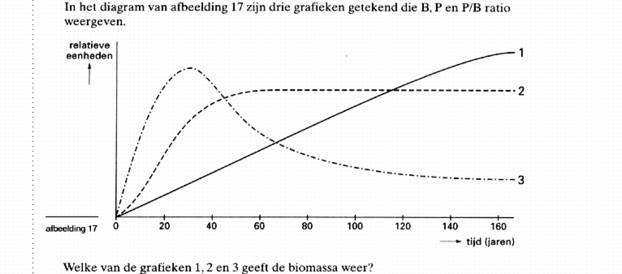 In het diagram van afbeelding 17 zijn drie grafieken getekend die B, P en P/B ratio
weergeven.
relatieve
eenheden
1
2
3
afbeelding 17
0 20 40 60 80 100 120 140 160
tijd (jaren)
Welke van de grafieken 1, 2 en 3 geeft de biomassa weer?